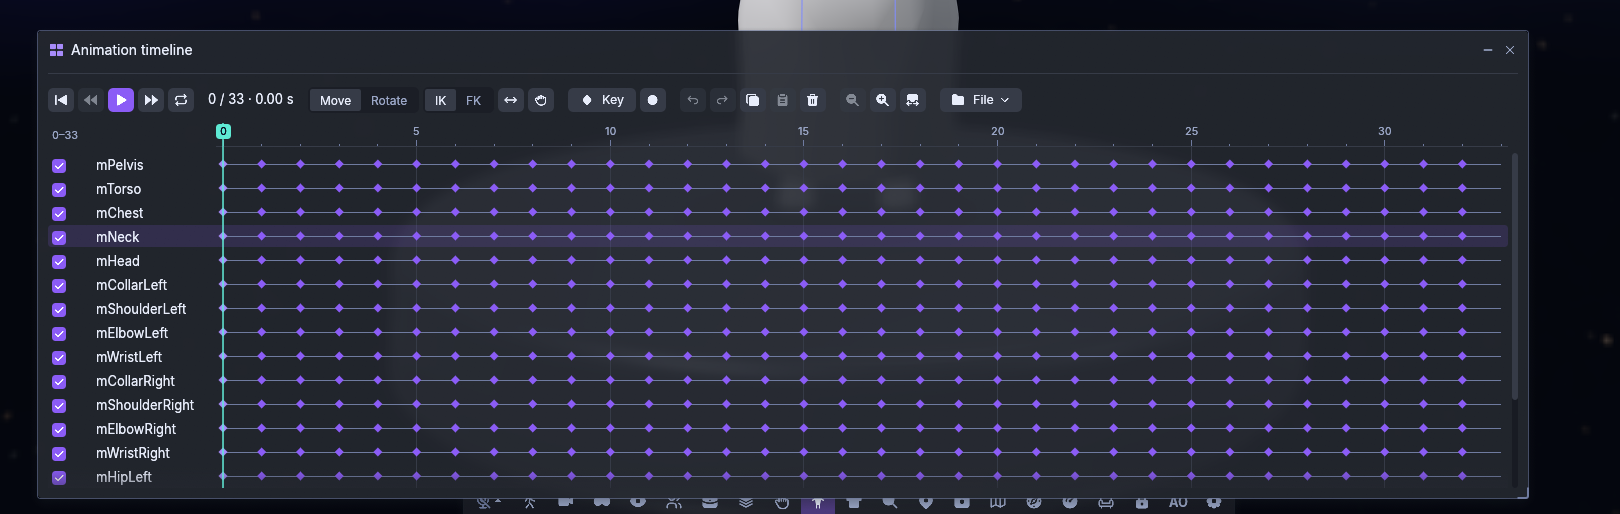 Animation timeline
0 / 33 · 0.00 s Move Rotate IK FK Key File
0–33 0 5 10 15 20 25 30
mPelvis
mTorso
mChest
mNeck
mHead
mCollarLeft
mShoulderLeft
mElbowLeft
mWristLeft
mCollarRight
mShoulderRight
mElbowRight
mWristRight
mHipLeft
AO